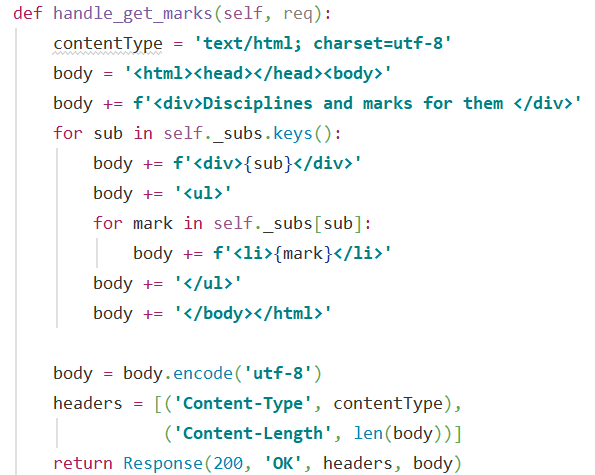 def handle_get_marks(self, req):
    contentType = 'text/html; charset=utf-8'
    body = '<html><head></head><body>'
    body += f'<div>Disciplines and marks for them </div>'
    for sub in self._subs.keys():
        body += f'<div>{sub}</div>'
        body += '<ul>'
        for mark in self._subs[sub]:
            body += f'<li>{mark}</li>'
        body += '</ul>'
        body += '</body></html>'

    body = body.encode('utf-8')
    headers = [('Content-Type', contentType),
               ('Content-Length', len(body))]
    return Response(200, 'OK', headers, body)